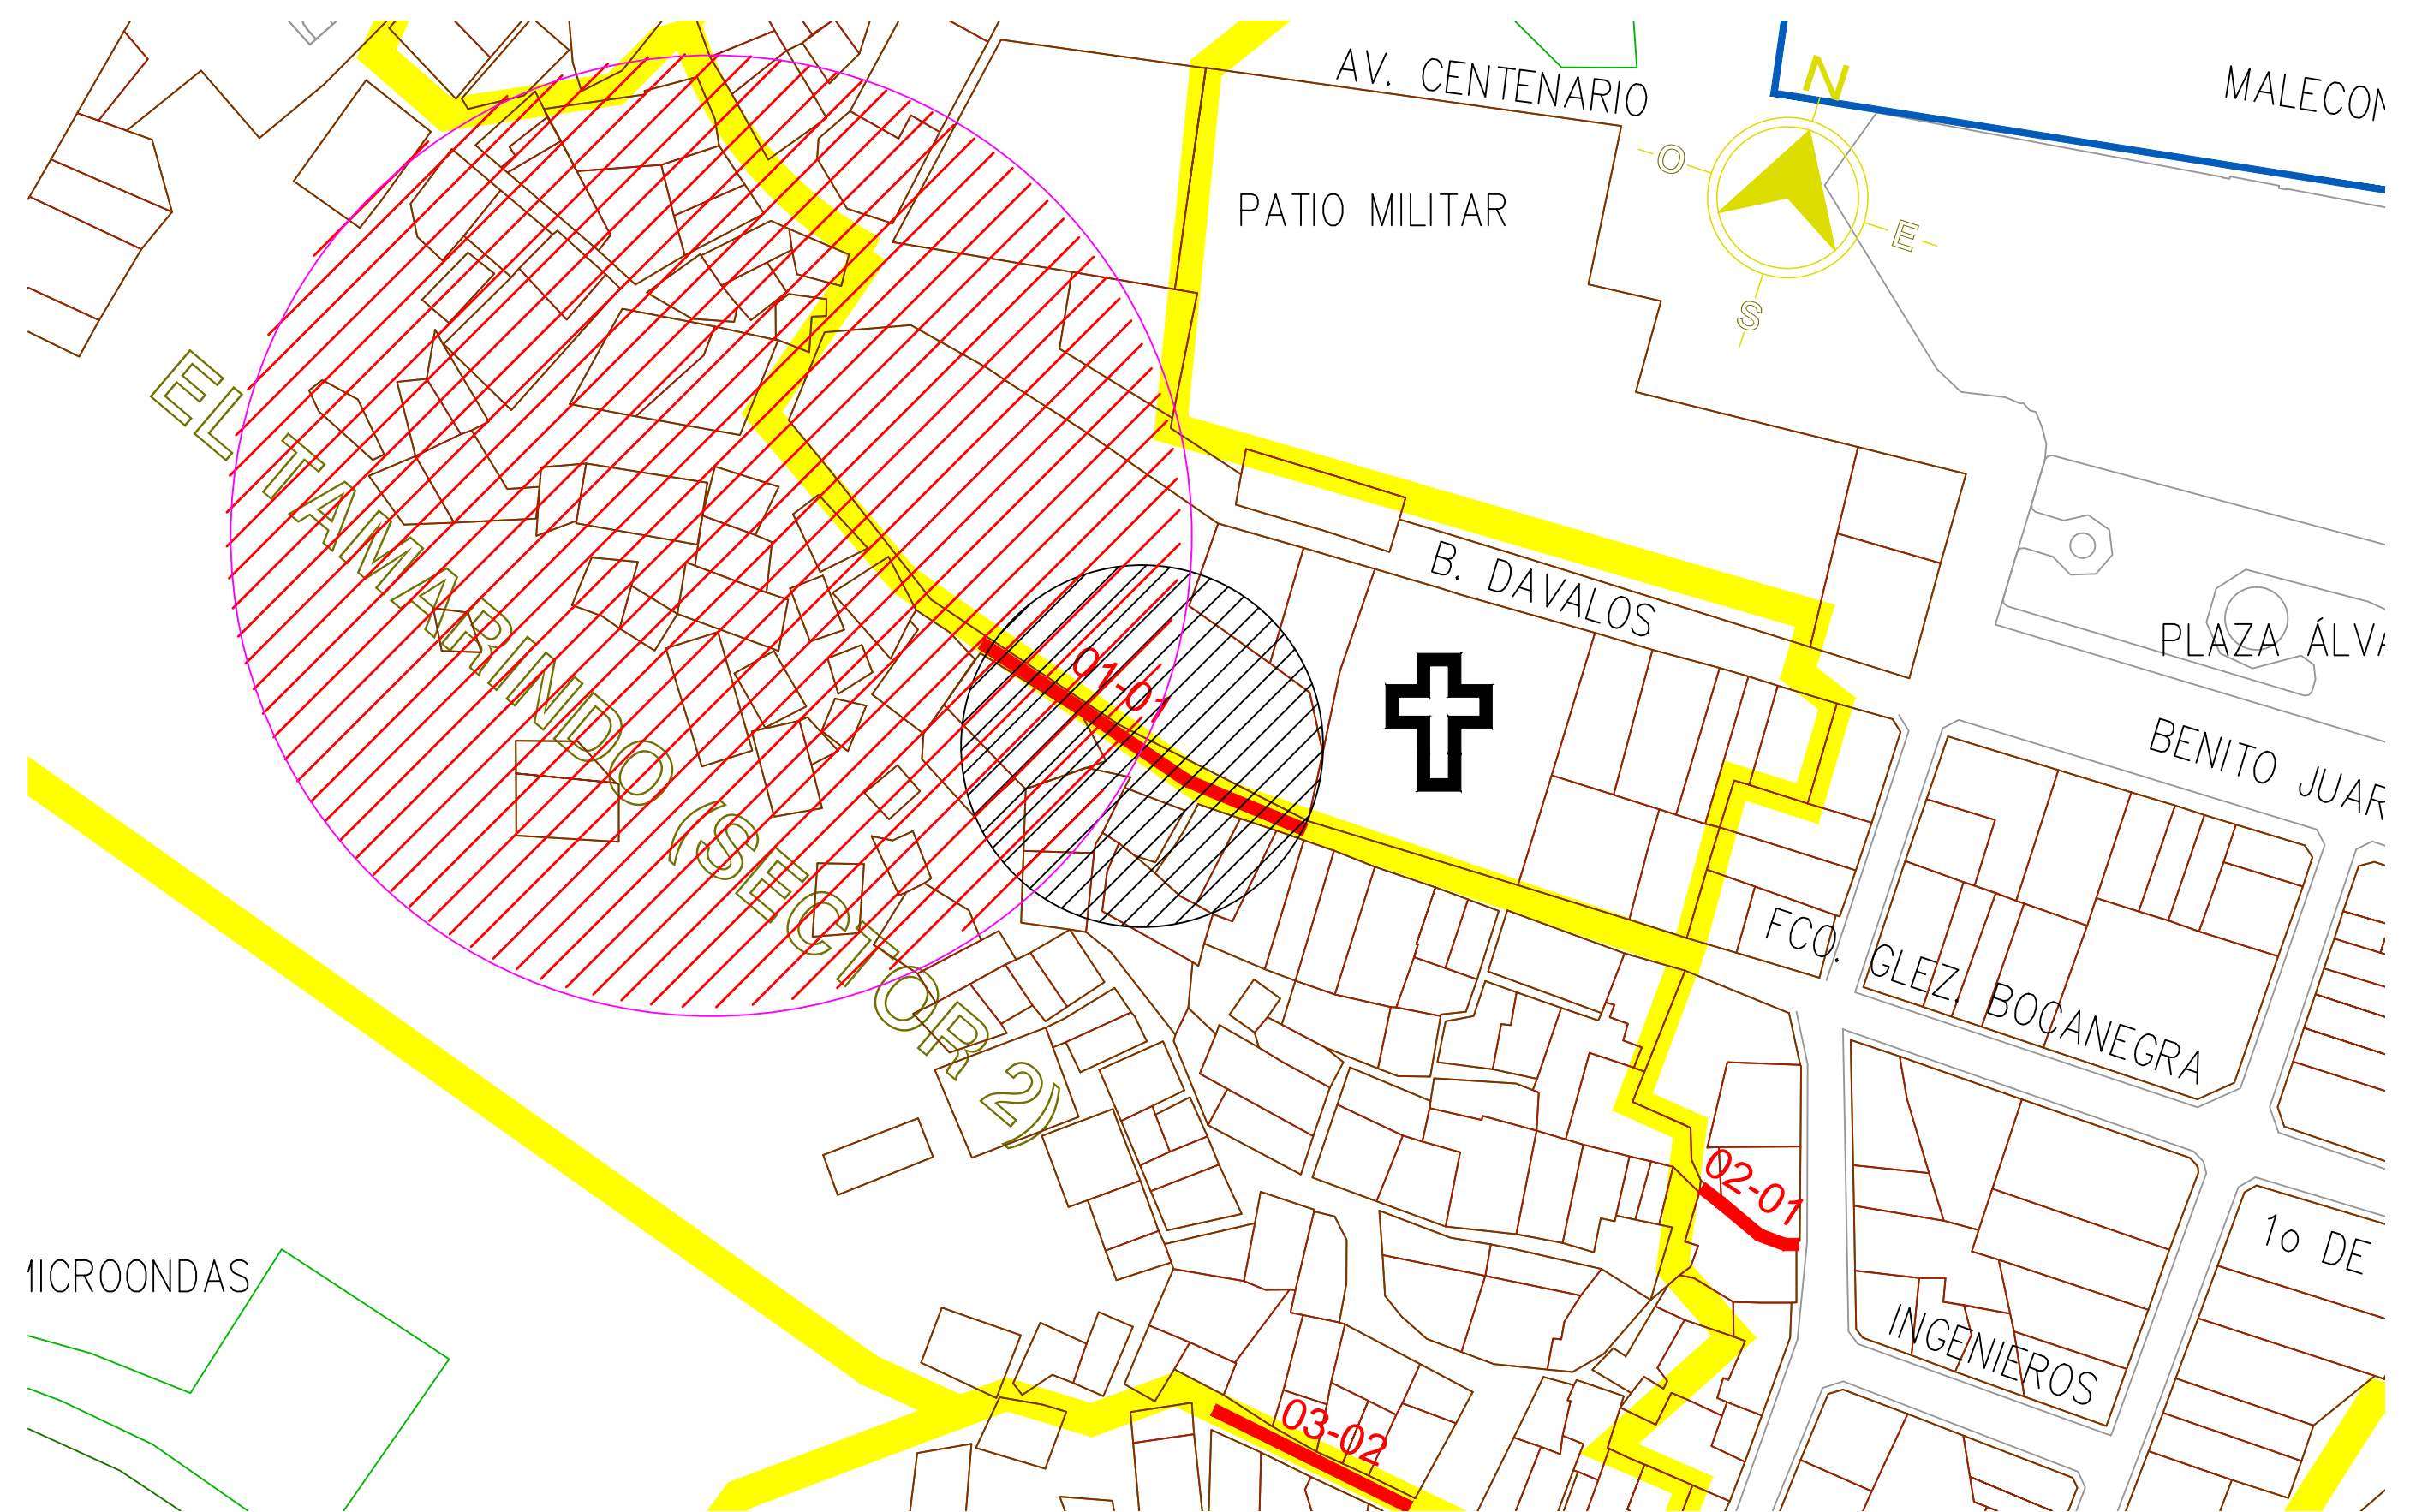 AV. CENTENARIO
MALECON
N
O
E
S
PATIO MILITAR
EL TAMARINDO (SECTOR 2)
B. DAVALOS
PLAZA ÁLVA
01-01
BENITO JUAR
FCO. GLEZ. BOCANEGRA
02-01
1o DE
MICROONDAS
INGENIEROS
03-02